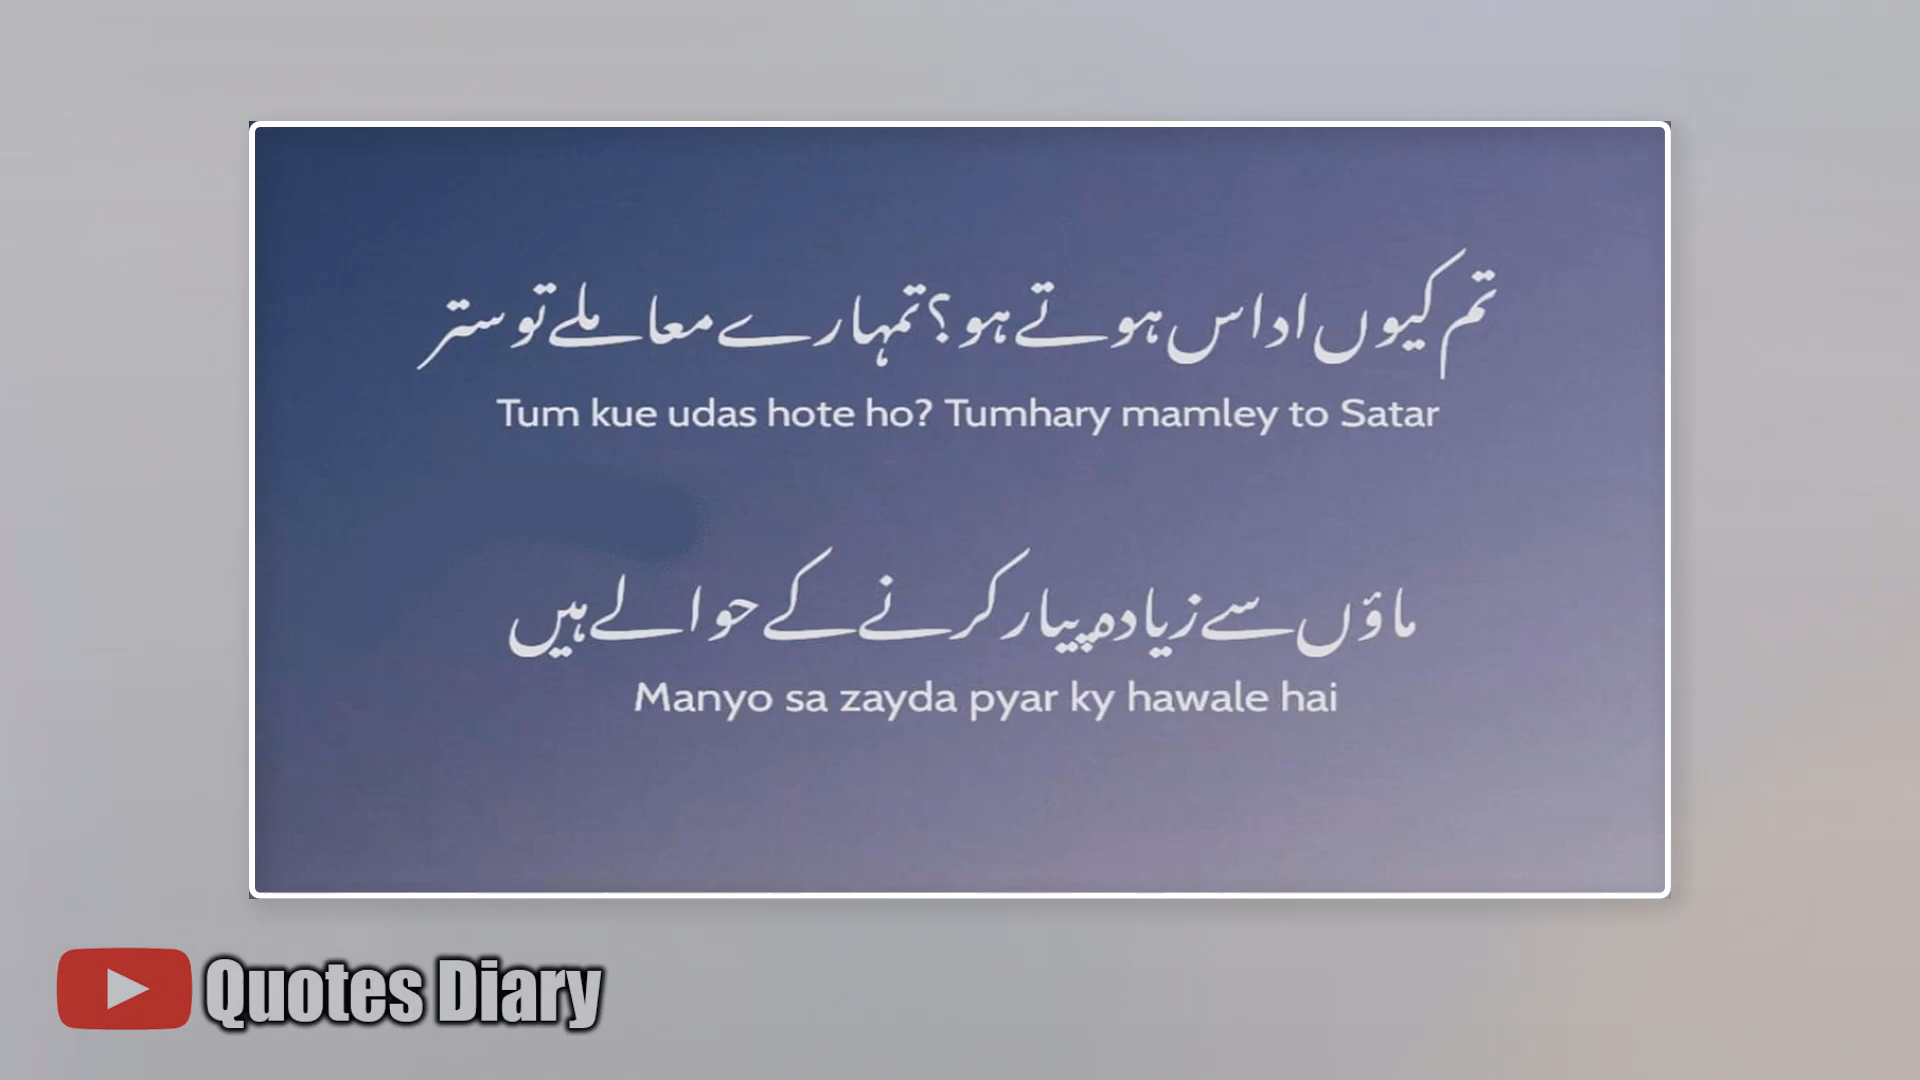 تم کیوں اداس ہوتے ہو؟ تمہارے معاملے تو ستر
Tum kue udas hote ho? Tumhary mamley to Satar
ماؤں سے زیادہ پیار کرنے کے حوالے ہیں
Manyo sa zayda pyar ky hawale hai
Quotes Diary